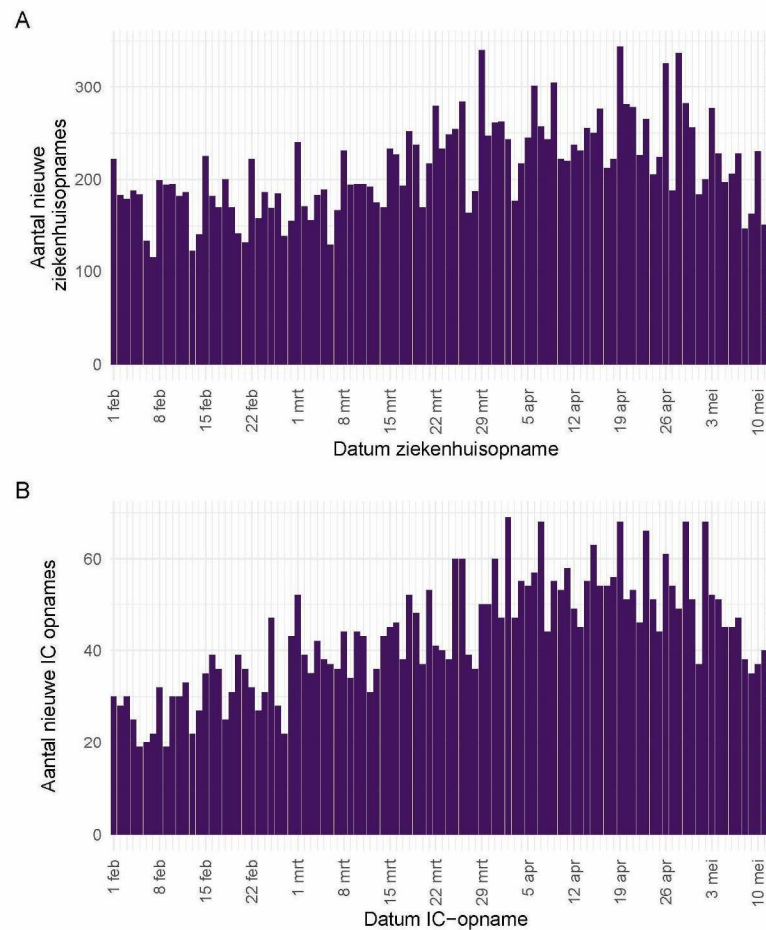 A
Aantal nieuwe
ziekenhuisopnames
300
200
100
0
1 feb
8 feb
15 feb
22 feb
1 mrt
8 mrt
15 mrt
22 mrt
29 mrt
5 apr
12 apr
19 apr
26 apr
3 mei
10 mei
Datum ziekenhuisopname
B
Aantal nieuwe IC opnames
60
40
20
0
1 feb
8 feb
15 feb
22 feb
1 mrt
8 mrt
15 mrt
22 mrt
29 mrt
5 apr
12 apr
19 apr
26 apr
3 mei
10 mei
Datum IC−opname